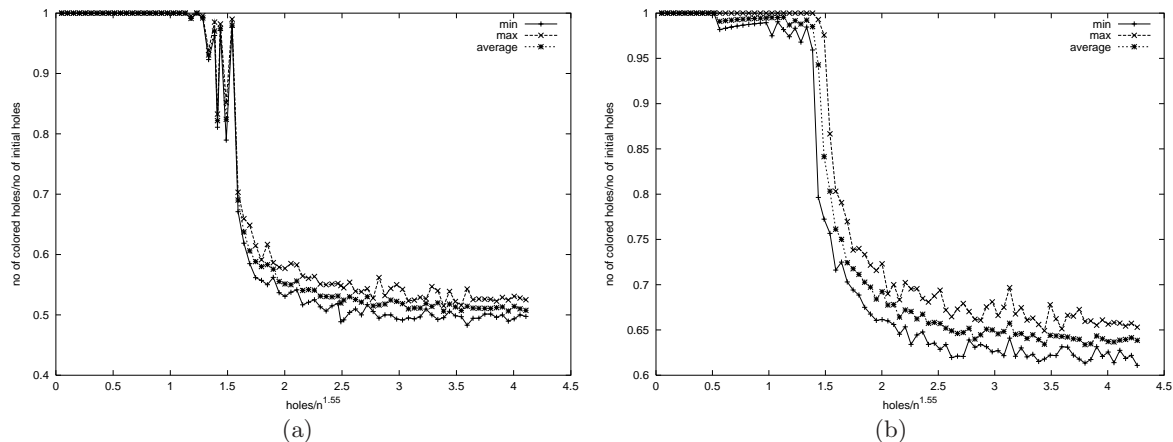 min
max
average
no of colored holes/no of initial holes
1
0.9
0.8
0.7
0.6
0.5
0.4
0 0.5 1 1.5 2 2.5 3 3.5 4 4.5
holes/n^1.55
(a)
min
max
average
no of colored holes/no of initial holes
1
0.95
0.9
0.85
0.8
0.75
0.7
0.65
0.6
0 0.5 1 1.5 2 2.5 3 3.5 4 4.5
holes/n^1.55
(b)